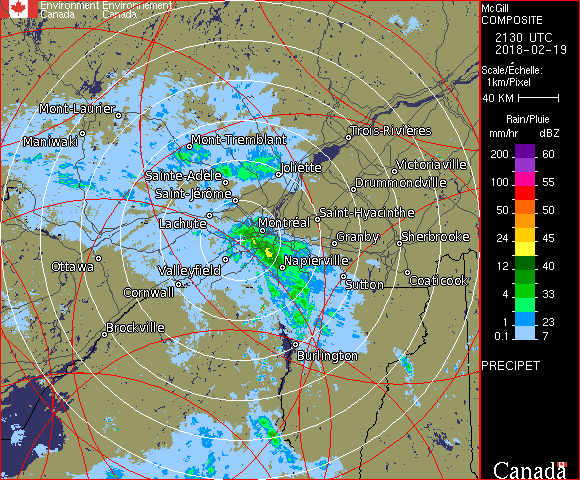 Environment Environnement
Canada Canada
McGill
COMPOSITE
2130 UTC
2018-02-19
Scale/Échelle:
1km/Pixel
40 KM
Rain/Pluie
mm/hr dBZ
200 60
100 55
50 50
24 45
12 40
4 33
1 23
0.1 7
PRECIPET
Canada
Mont-Laurier
Maniwaki
Mont-Tremblant
Trois-Rivières
Joliette
Victoriaville
Sainte-Adèle
Drummondville
Saint-Jérôme
Lachute
Saint-Hyacinthe
Montréal
Granby
Sherbrooke
Ottawa
Valleyfield
Napierville
Cornwall
Sutton
Coaticook
Brockville
Burlington